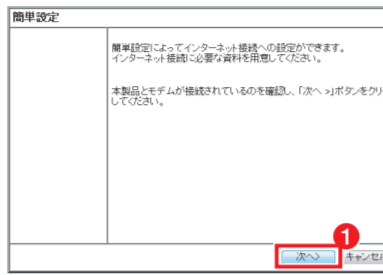 簡単設定
簡単設定によってインターネット接続への設定ができます。
インターネット接続に必要な資料を用意してください。
本製品とモデムが接続されているのを確認し、「次へ >」ボタンをクリ
してください。
1
次へ> キャンセ